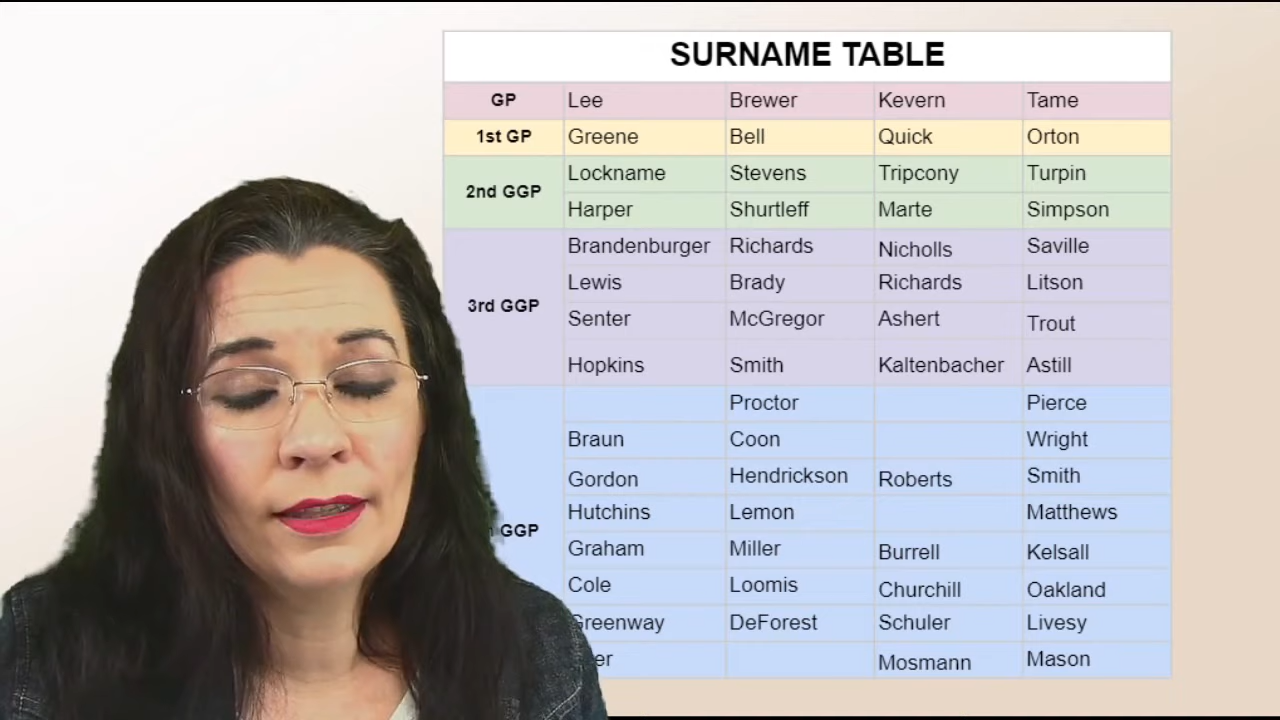 SURNAME TABLE
GP Lee Brewer Kevern Tame
1st GP Greene Bell Quick Orton
2nd GGP
Lockname Stevens Tripcony Turpin
Harper Shurtleff Marte Simpson
3rd GGP
Brandenburger Richards Nicholls Saville
Lewis Brady Richards Litson
Senter McGregor Ashert Trout
Hopkins Smith Kaltenbacher Astill
GGP
Proctor Pierce
Braun Coon Wright
Gordon Hendrickson Roberts Smith
Hutchins Lemon Matthews
Graham Miller Burrell Kelsall
Cole Loomis Churchill Oakland
Greenway DeForest Schuler Livesy
Mosmann Mason